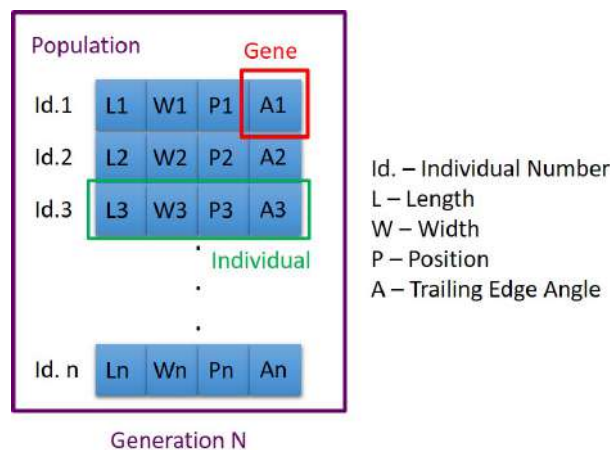 Population
Gene
Id.1 L1 W1 P1 A1
Id.2 L2 W2 P2 A2
Id.3 L3 W3 P3 A3
Individual
Id. n Ln Wn Pn An
Generation N
Id. – Individual Number
L – Length
W – Width
P – Position
A – Trailing Edge Angle